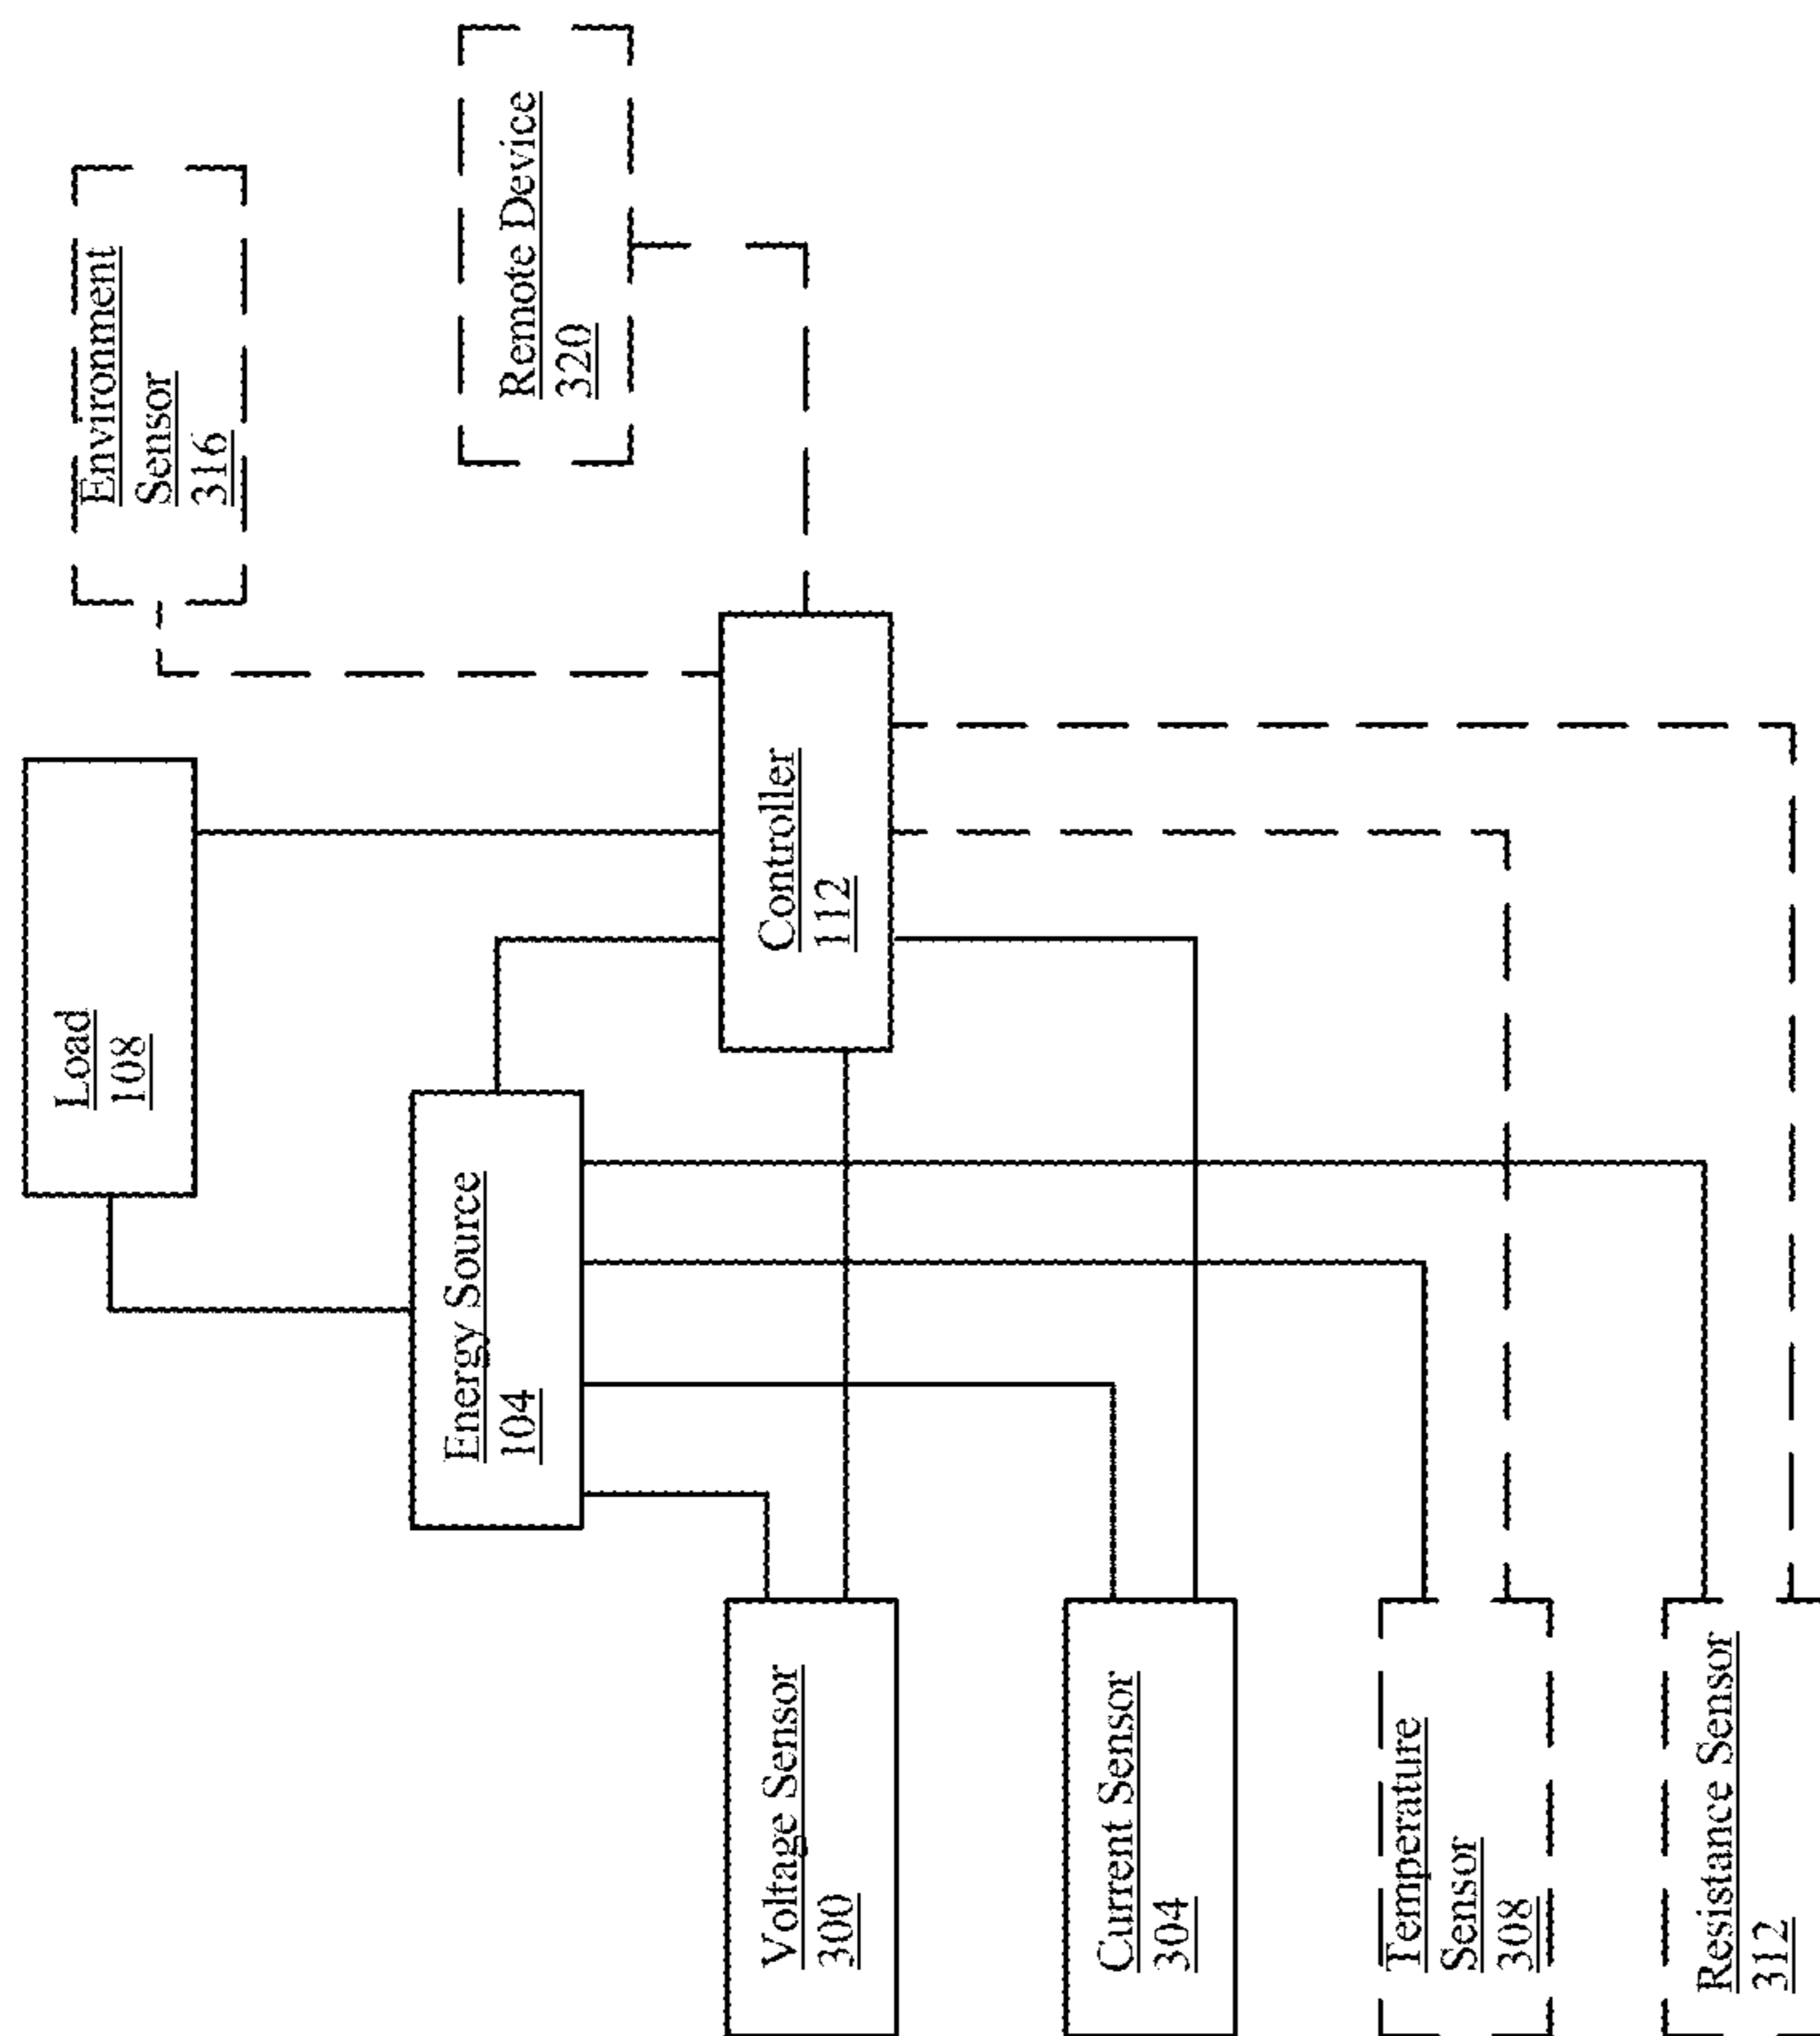 Load
108
Environment
Sensor
316
Energy Source
104
Remote Device
320
Voltage Sensor
300
Controller
112
Current Sensor
304
Temperature
Sensor
308
Resistance Sensor
312